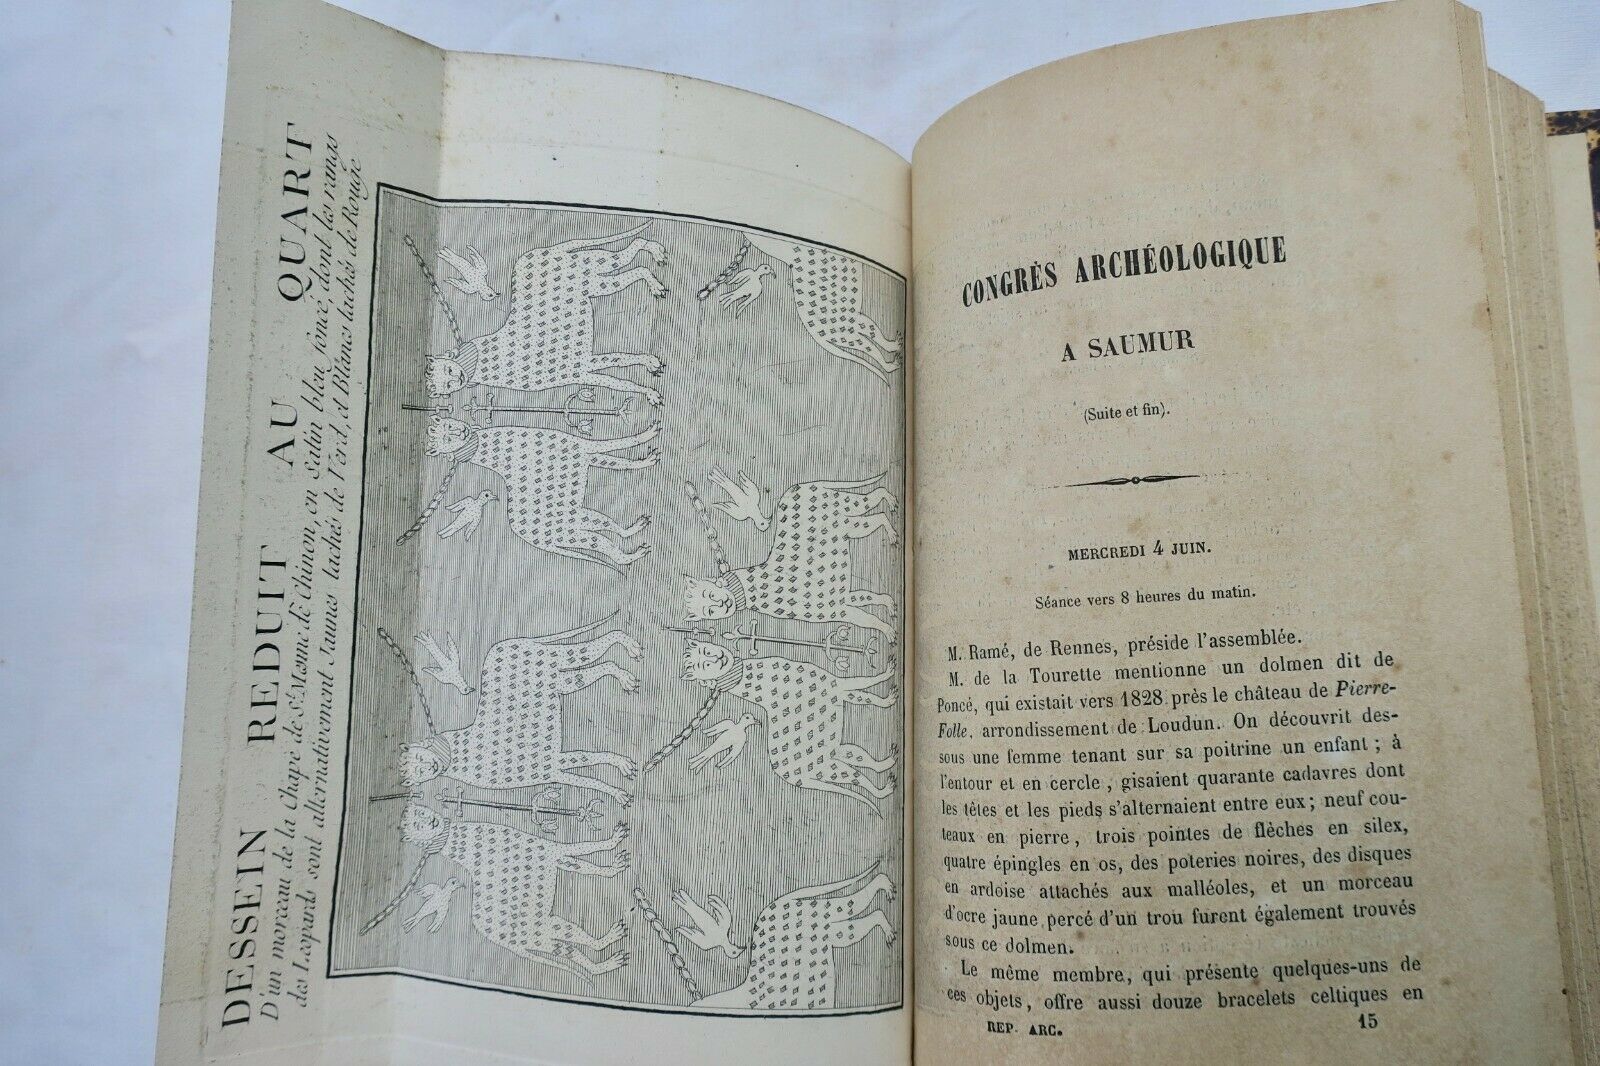 DESSEIN REDUIT AU QUART
D'un morceau de la Chape de St. Mesme de Chinon, en satin bleu foncé, dont les rangs
des Leopards sont alternativement Jaunes tachés de Verd, et Blancs tachés de Rouge
CONGRÈS ARCHÉOLOGIQUE
A SAUMUR
(Suite et fin).
MERCREDI 4 JUIN.
Séance vers 8 heures du matin.
M. Ramé, de Rennes, préside l'assemblée.
M. de la Tourette mentionne un dolmen dit de
Poncé, qui existait vers 1828 près le château de Pierre-
Folle, arrondissement de Loudun. On découvrit des-
sous une femme tenant sur sa poitrine un enfant ; à
l'entour et en cercle, gisaient quarante cadavres dont
les têtes et les pieds s'alternaient entre eux ; neuf cou-
teaux en pierre, trois pointes de flèches en silex,
quatre épingles en os, des poteries noires, des disques
en ardoise attachés aux malléoles, et un morceau
d'ocre jaune percé d'un trou furent également trouvés
sous ce dolmen.
Le même membre, qui présente quelques-uns de
ces objets, offre aussi douze bracelets celtiques en
REP. ARC. 15